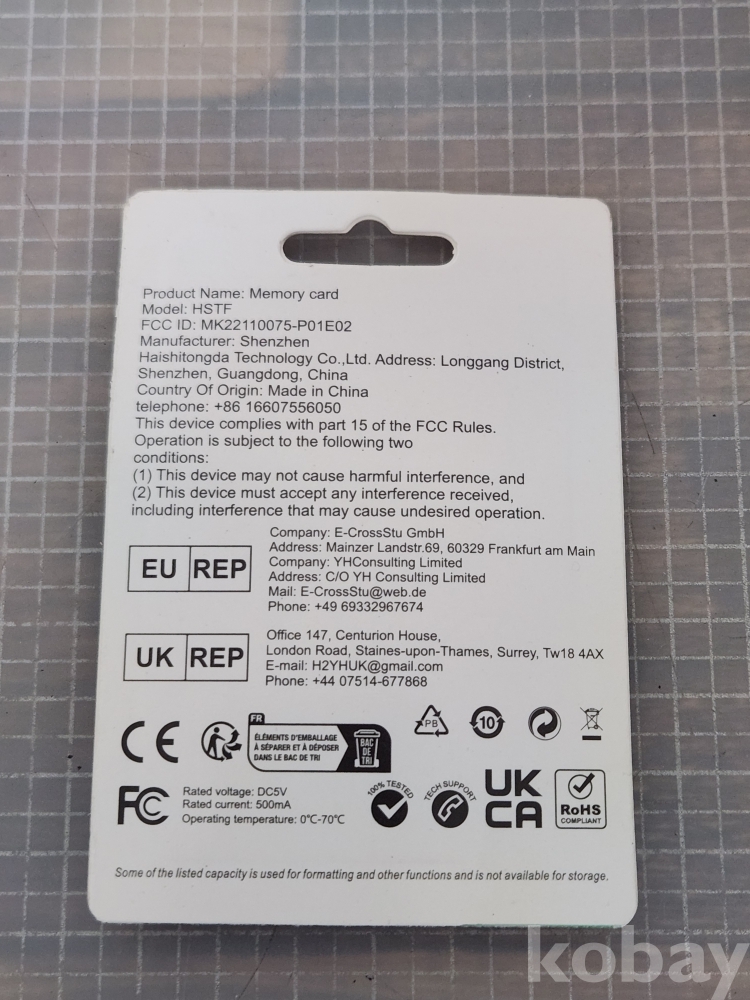 Product Name: Memory card
Model: HSTF
FCC ID: MK22110075-P01E02
Manufacturer: Shenzhen
Haishitongda Technology Co.,Ltd. Address: Longgang District,
Shenzhen, Guangdong, China
Country Of Origin: Made in China
telephone: +86 16607556050
This device complies with part 15 of the FCC Rules.
Operation is subject to the following two
conditions:
(1) This device may not cause harmful interference, and
(2) This device must accept any interference received,
including interference that may cause undesired operation.
EU REP
Company: E-CrossStu GmbH
Address: Mainzer Landstr.69, 60329 Frankfurt am Main
Company: YHConsulting Limited
Address: C/O YH Consulting Limited
Mail: E-CrossStu@web.de
Phone: +49 69332967674
UK REP
Office 147, Centurion House,
London Road, Staines-upon-Thames, Surrey, Tw18 4AX
E-mail: H2YHUK@gmail.com
Phone: +44 07514-677868
CE
FR
ÉLÉMENTS D'EMBALLAGE
À SÉPARER ET À DÉPOSER
DANS LE BAC DE TRI
BAC
DE
TRI
PB
10
FC
Rated voltage: DC5V
Rated current: 500mA
Operating temperature: 0℃-70℃
100% TESTED
TECH SUPPORT
UK
CA
RoHS
COMPLIANT
Some of the listed capacity is used for formatting and other functions and is not available for storage.
kobay